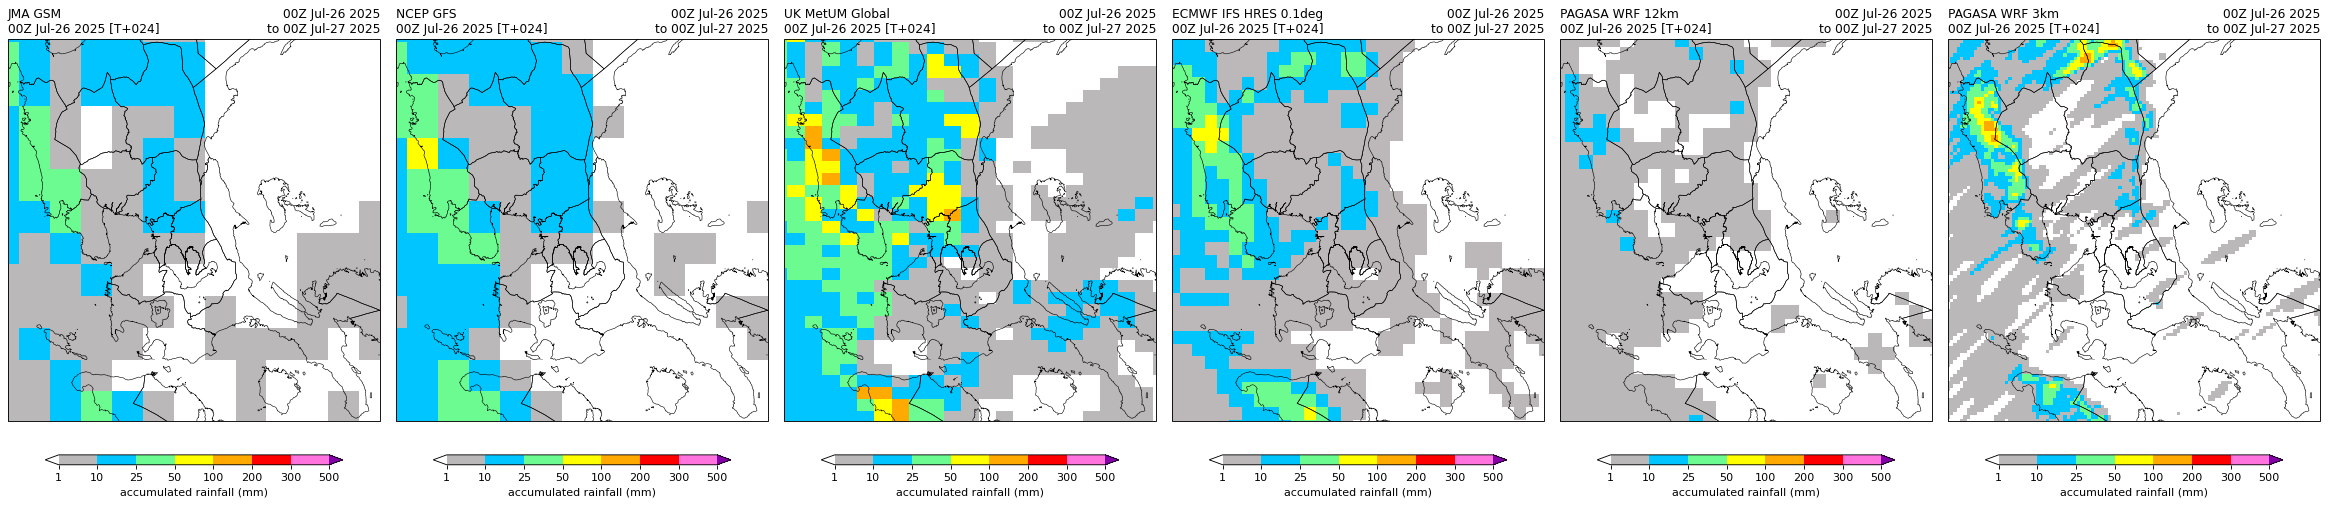 JMA GSM 00Z Jul-26 2025
00Z Jul-26 2025 [T+024] to 00Z Jul-27 2025
1 10 25 50 100 200 300 500
accumulated rainfall (mm)
NCEP GFS 00Z Jul-26 2025
00Z Jul-26 2025 [T+024] to 00Z Jul-27 2025
1 10 25 50 100 200 300 500
accumulated rainfall (mm)
UK MetUM Global 00Z Jul-26 2025
00Z Jul-26 2025 [T+024] to 00Z Jul-27 2025
1 10 25 50 100 200 300 500
accumulated rainfall (mm)
ECMWF IFS HRES 0.1deg 00Z Jul-26 2025
00Z Jul-26 2025 [T+024] to 00Z Jul-27 2025
1 10 25 50 100 200 300 500
accumulated rainfall (mm)
PAGASA WRF 12km 00Z Jul-26 2025
00Z Jul-26 2025 [T+024] to 00Z Jul-27 2025
1 10 25 50 100 200 300 500
accumulated rainfall (mm)
PAGASA WRF 3km 00Z Jul-26 2025
00Z Jul-26 2025 [T+024] to 00Z Jul-27 2025
1 10 25 50 100 200 300 500
accumulated rainfall (mm)